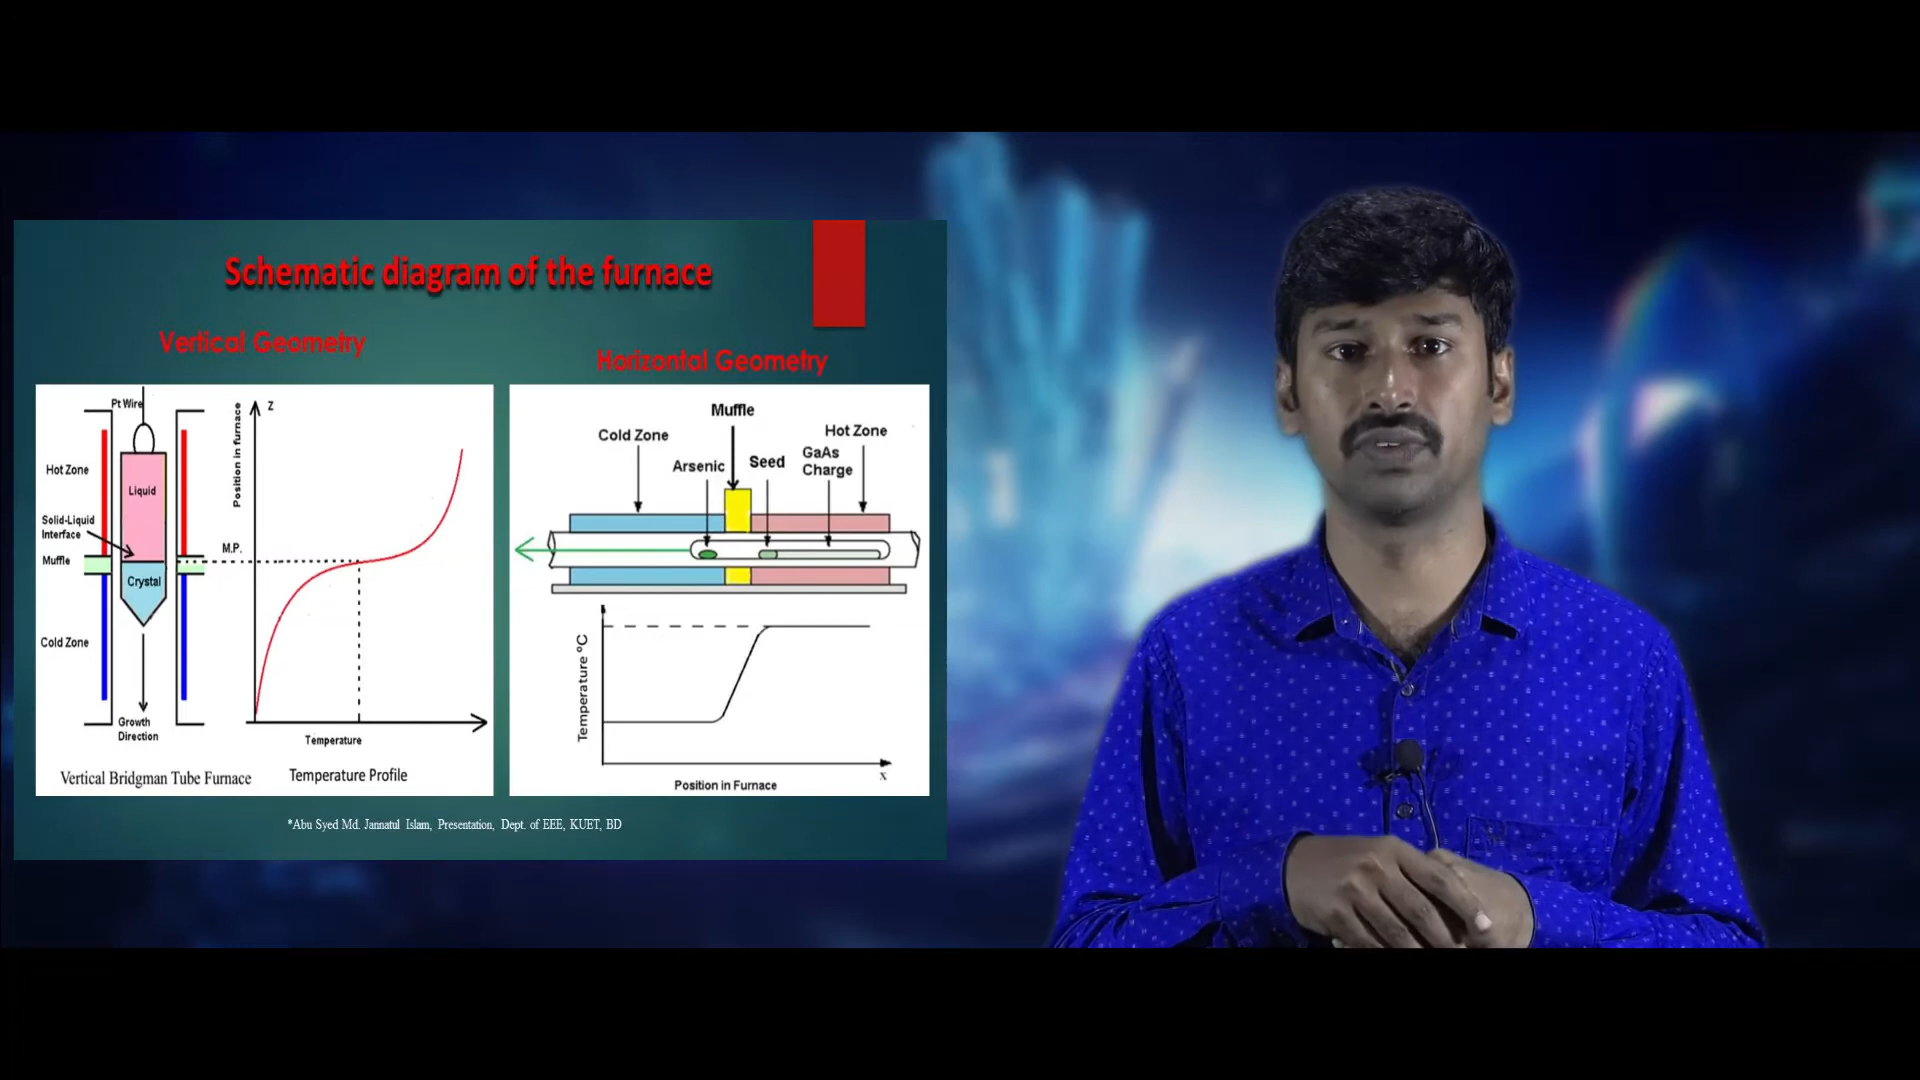 Schematic diagram of the furnace
Vertical Geometry
Pt Wire
Hot Zone
Liquid
Solid-Liquid
Interface
Muffle
Crystal
Cold Zone
Growth
Direction
Position in furnace
Z
M.P.
Temperature
Vertical Bridgman Tube Furnace
Temperature Profile
Horizontal Geometry
Muffle
Cold Zone
Hot Zone
Arsenic
Seed
GaAs
Charge
Temperature ºC
x
Position in Furnace
*Abu Syed Md. Jannatul Islam, Presentation, Dept. of EEE, KUET, BD